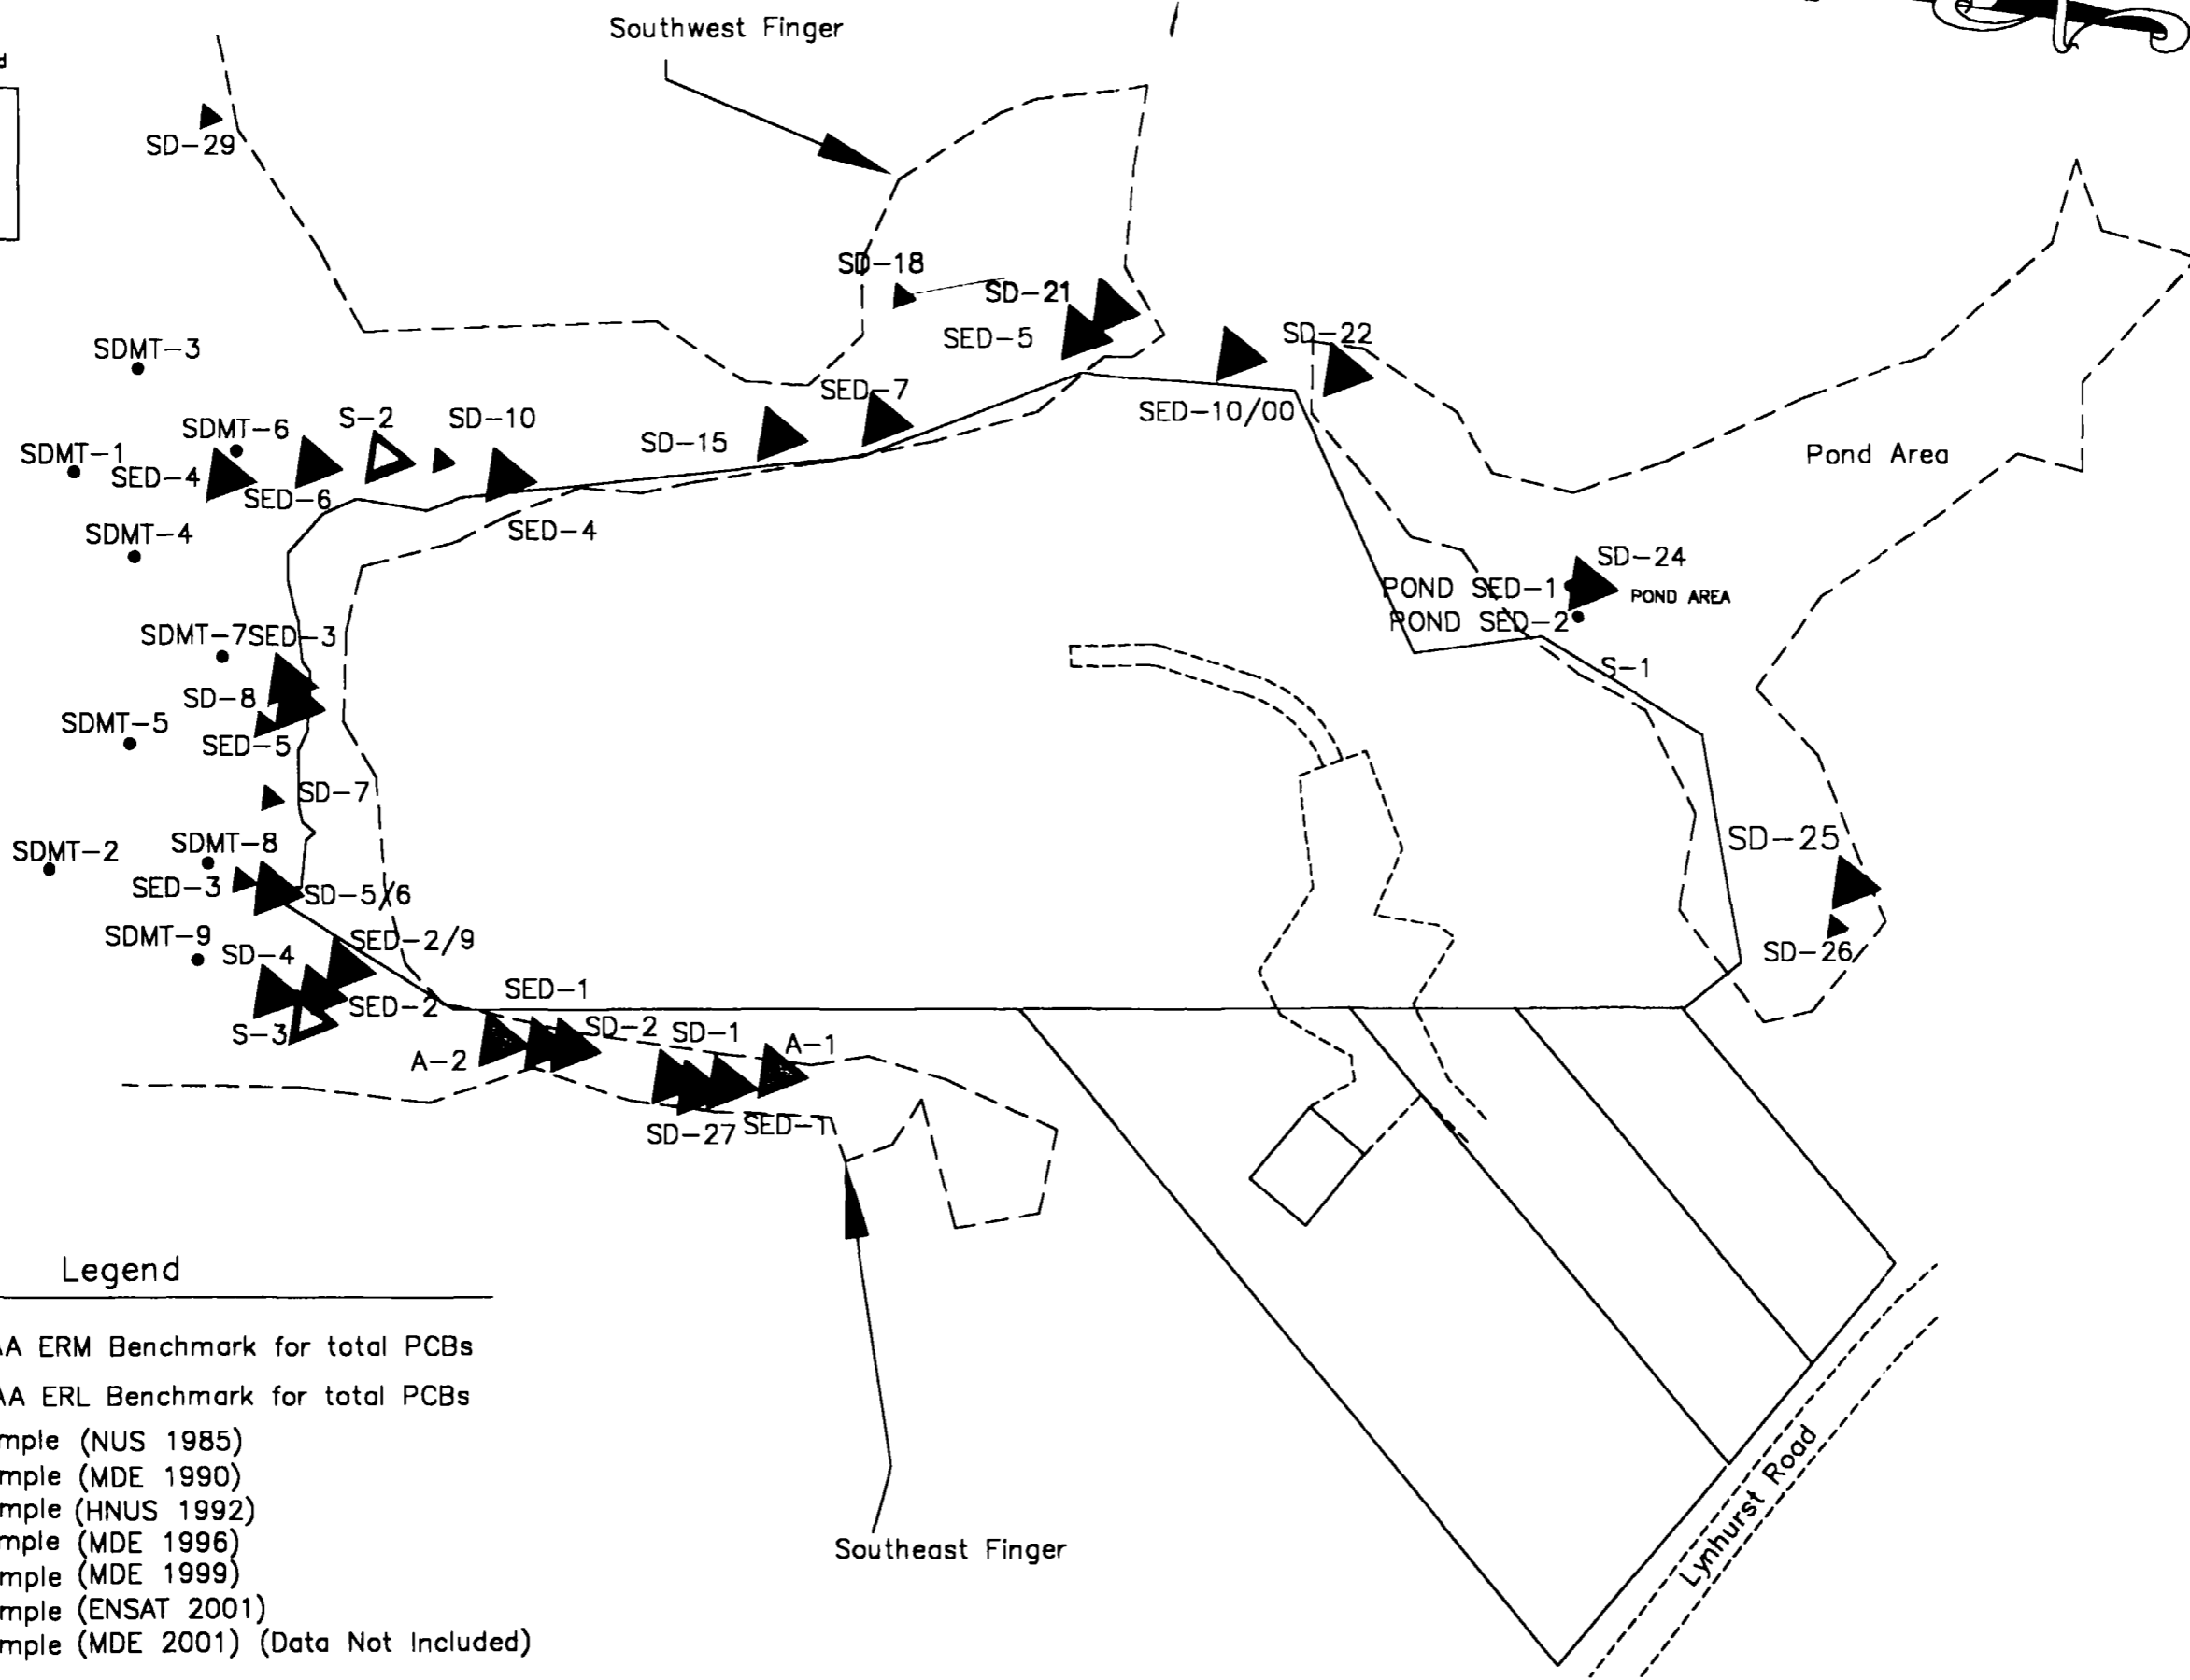 Southwest Finger
SD-29
SD-18
SD-21
SED-5
SD-22
SDMT-3
SED-7
SED-10/00
S-2
SD-10
SDMT-6
SD-15
SDMT-1
SED-4
SED-6
Pond Area
SED-4
SDMT-4
SD-24
POND SED-1
POND AREA
POND SED-2
SDMT-7
SED-3
S-1
SD-8
SDMT-5
SED-5
SD-7
SD-25
SDMT-8
SDMT-2
SED-3
SD-5/6
SDMT-9
SED-2/9
SD-4
SD-26
SED-1
SED-2
S-3
SD-2
SD-1
A-1
A-2
SD-27
SED-1
Legend
AA ERM Benchmark for total PCBs
AA ERL Benchmark for total PCBs
mple (NUS 1985)
mple (MDE 1990)
mple (HNUS 1992)
mple (MDE 1996)
mple (MDE 1999)
mple (ENSAT 2001)
mple (MDE 2001) (Data Not Included)
Southeast Finger
Lynhurst Road